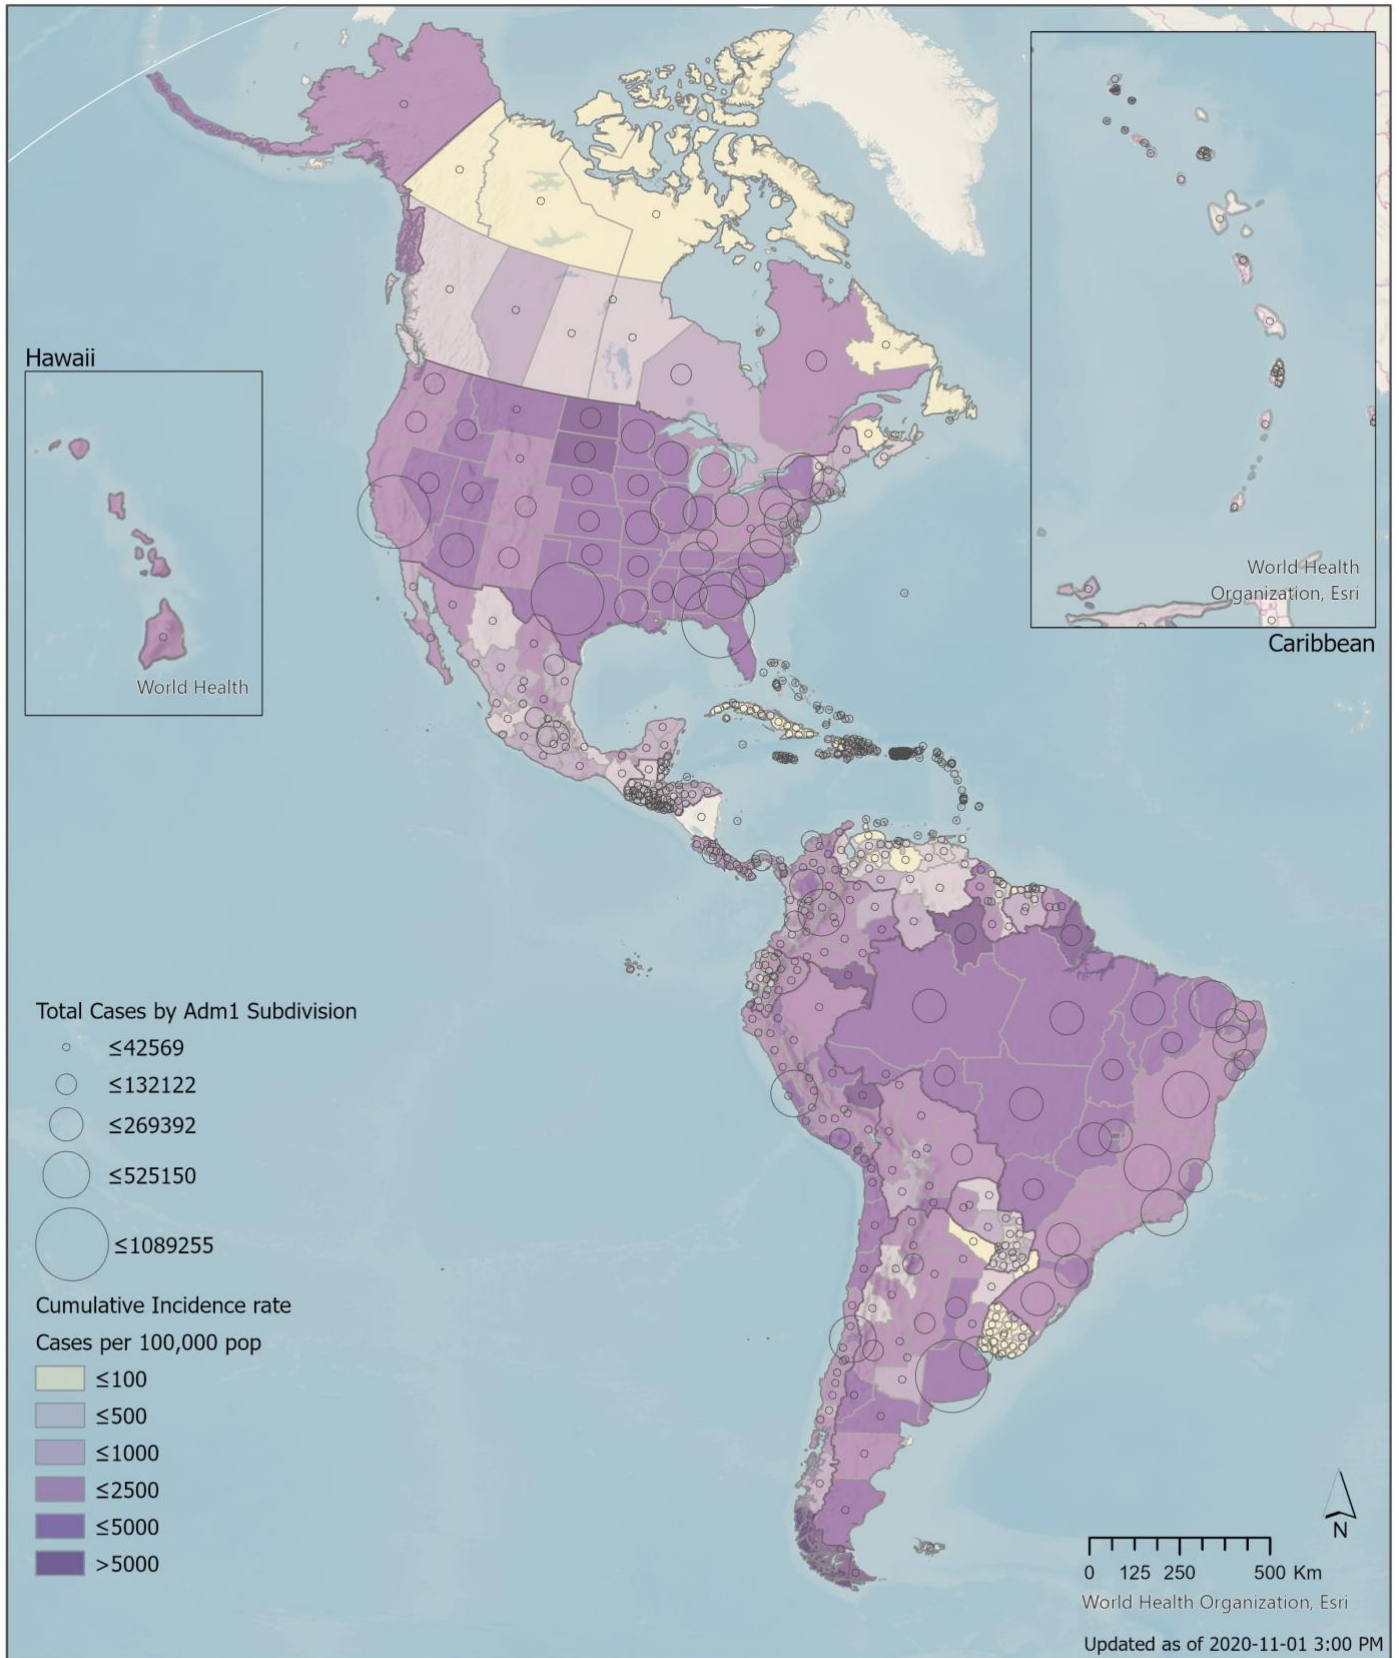 Hawaii
World Health
World Health
Organization, Esri
Caribbean
Total Cases by Adm1 Subdivision
≤42569
≤132122
≤269392
≤525150
≤1089255
Cumulative Incidence rate
Cases per 100,000 pop
≤100
≤500
≤1000
≤2500
≤5000
>5000
N
0 125 250 500 Km
World Health Organization, Esri
Updated as of 2020-11-01 3:00 PM